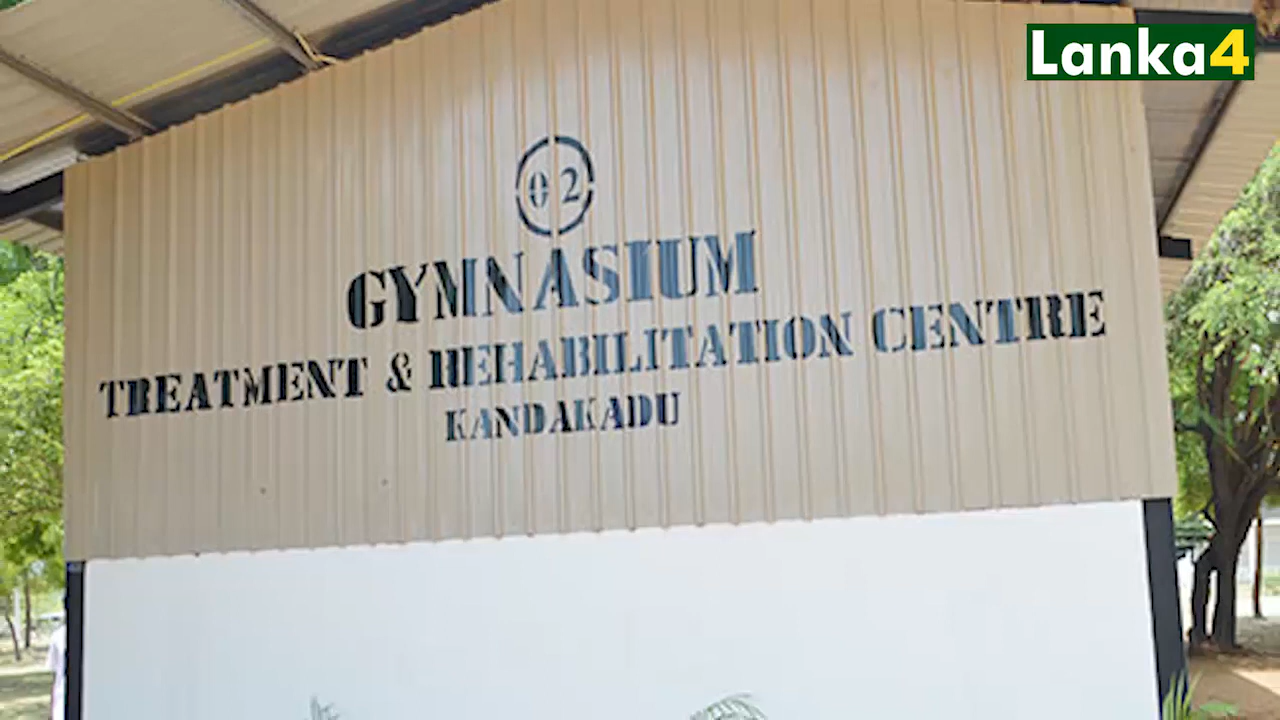 Lanka4
02
GYMNASIUM
TREATMENT & REHABILITATION CENTRE
KANDAKADU